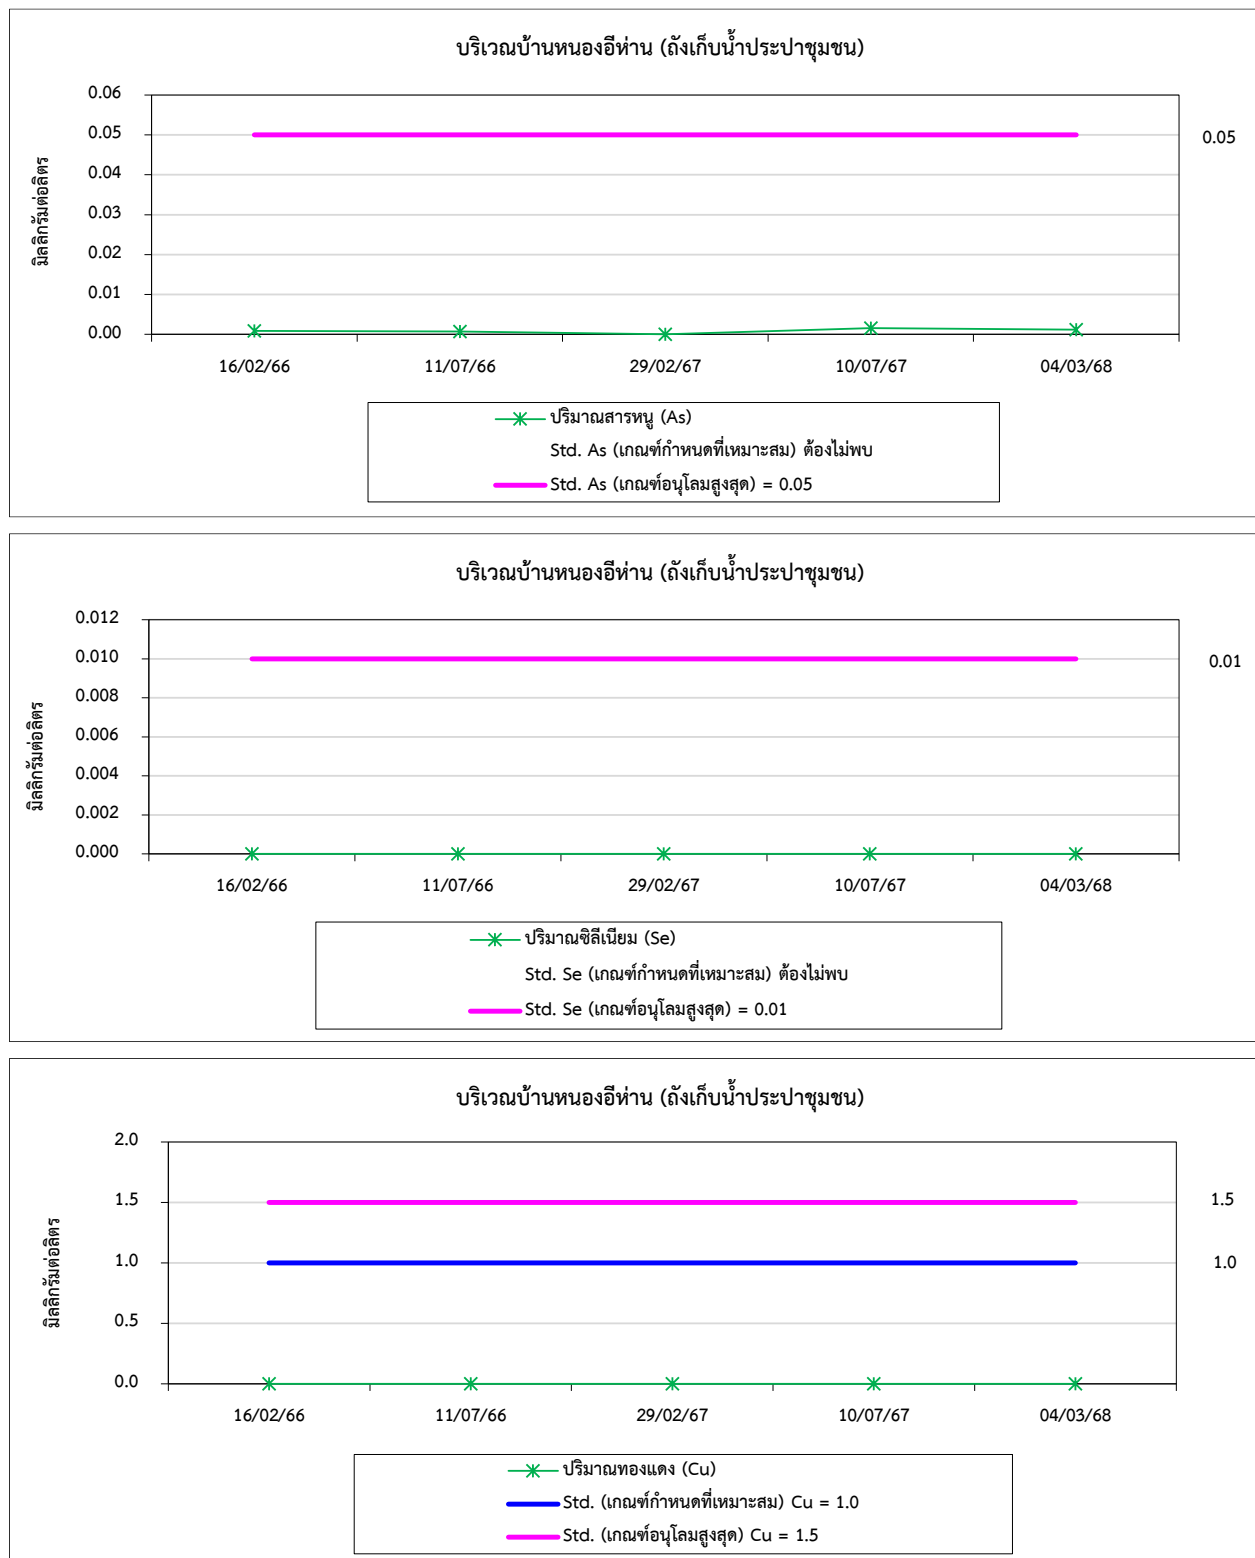 บริเวณบ้านหนองอีห่าน (ถังเก็บน้ำประปาชุมชน)
มิลลิกรัมต่อลิตร
0.06
0.05
0.04
0.03
0.02
0.01
0.00
0.05
16/02/66 11/07/66 29/02/67 10/07/67 04/03/68
ปริมาณสารหนู (As)
Std. As (เกณฑ์กำหนดที่เหมาะสม) ต้องไม่พบ
Std. As (เกณฑ์อนุโลมสูงสุด) = 0.05
บริเวณบ้านหนองอีห่าน (ถังเก็บน้ำประปาชุมชน)
มิลลิกรัมต่อลิตร
0.012
0.010
0.008
0.006
0.004
0.002
0.000
0.01
16/02/66 11/07/66 29/02/67 10/07/67 04/03/68
ปริมาณซิลีเนียม (Se)
Std. Se (เกณฑ์กำหนดที่เหมาะสม) ต้องไม่พบ
Std. Se (เกณฑ์อนุโลมสูงสุด) = 0.01
บริเวณบ้านหนองอีห่าน (ถังเก็บน้ำประปาชุมชน)
มิลลิกรัมต่อลิตร
2.0
1.5
1.0
0.5
0.0
1.5
1.0
16/02/66 11/07/66 29/02/67 10/07/67 04/03/68
ปริมาณทองแดง (Cu)
Std. (เกณฑ์กำหนดที่เหมาะสม) Cu = 1.0
Std. (เกณฑ์อนุโลมสูงสุด) Cu = 1.5